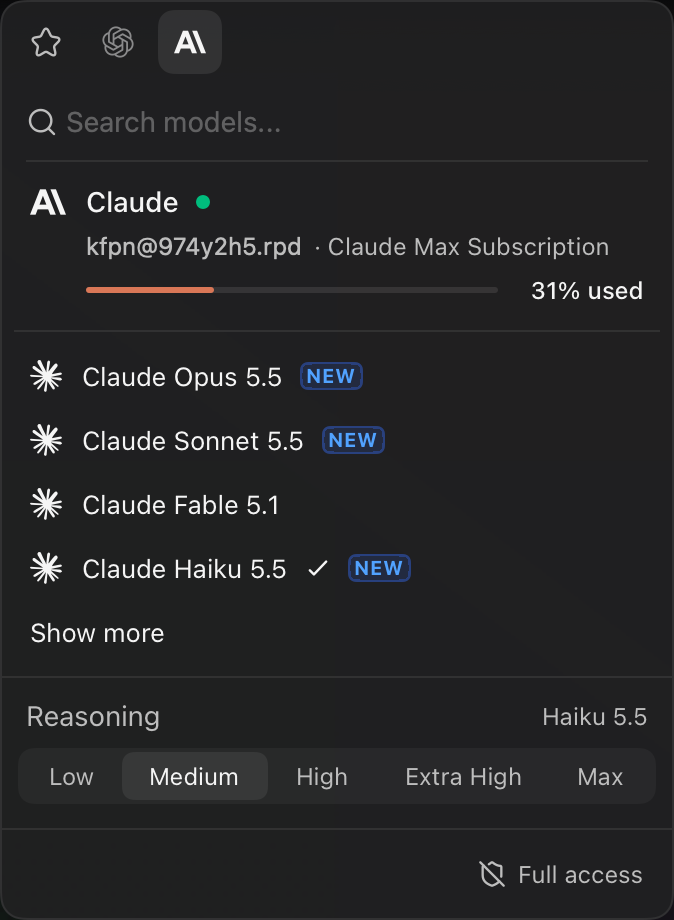 Search models...
Claude
kfpn@974y2h5.rpd · Claude Max Subscription
31% used
Claude Opus 5.5 NEW
Claude Sonnet 5.5 NEW
Claude Fable 5.1
Claude Haiku 5.5 NEW
Show more
Reasoning Haiku 5.5
Low Medium High Extra High Max
Full access